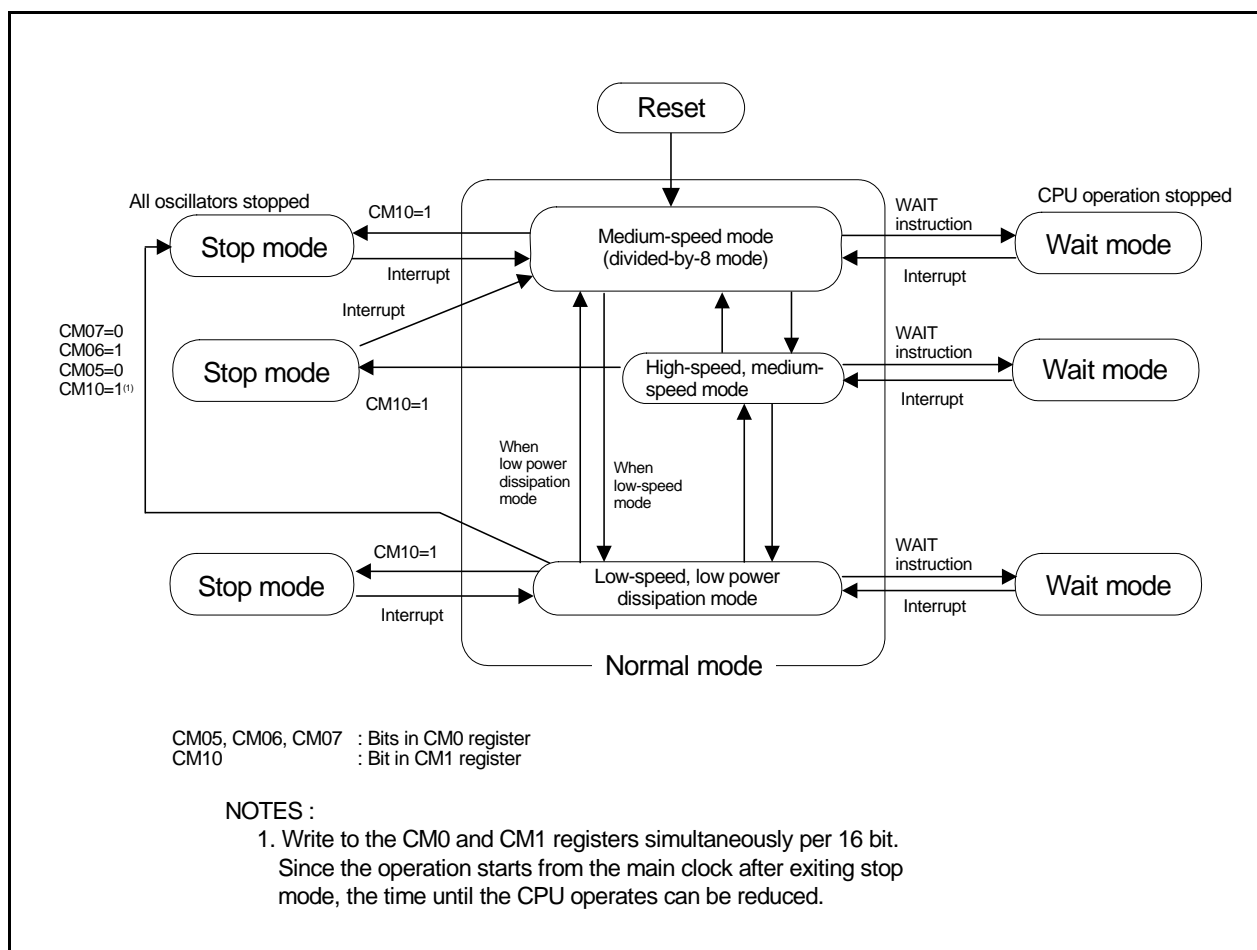 Reset
All oscillators stopped
CM10=1
WAIT
instruction
CPU operation stopped
Stop mode
Medium-speed mode
(divided-by-8 mode)
Wait mode
Interrupt
Interrupt
Interrupt
CM07=0
CM06=1
CM05=0
CM10=1(1)
WAIT
instruction
Stop mode
High-speed, medium-
speed mode
Wait mode
CM10=1
Interrupt
When
low power
dissipation
mode
When
low-speed
mode
CM10=1
WAIT
instruction
Stop mode
Low-speed, low power
dissipation mode
Wait mode
Interrupt
Interrupt
Normal mode
CM05, CM06, CM07 : Bits in CM0 register
CM10 : Bit in CM1 register
NOTES :
1. Write to the CM0 and CM1 registers simultaneously per 16 bit.
Since the operation starts from the main clock after exiting stop
mode, the time until the CPU operates can be reduced.